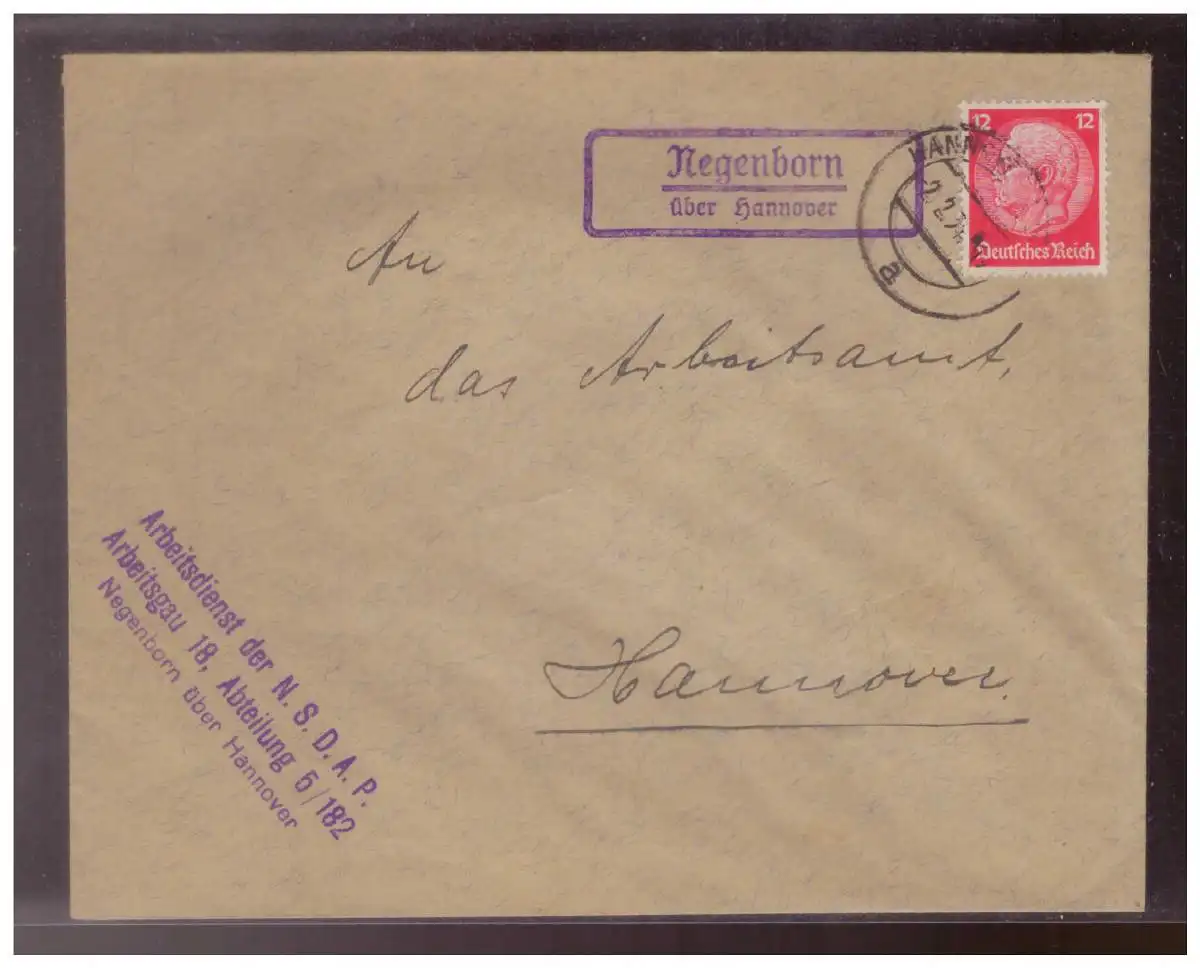 Negenborn
über Hannover
12 12
Deutsches Reich
a
An
das Arbeitsamt,
Hannover.
Arbeitsdienst der N. S. D. A. P.
Arbeitsgau 18, Abteilung 5/182
Negenborn über Hannover